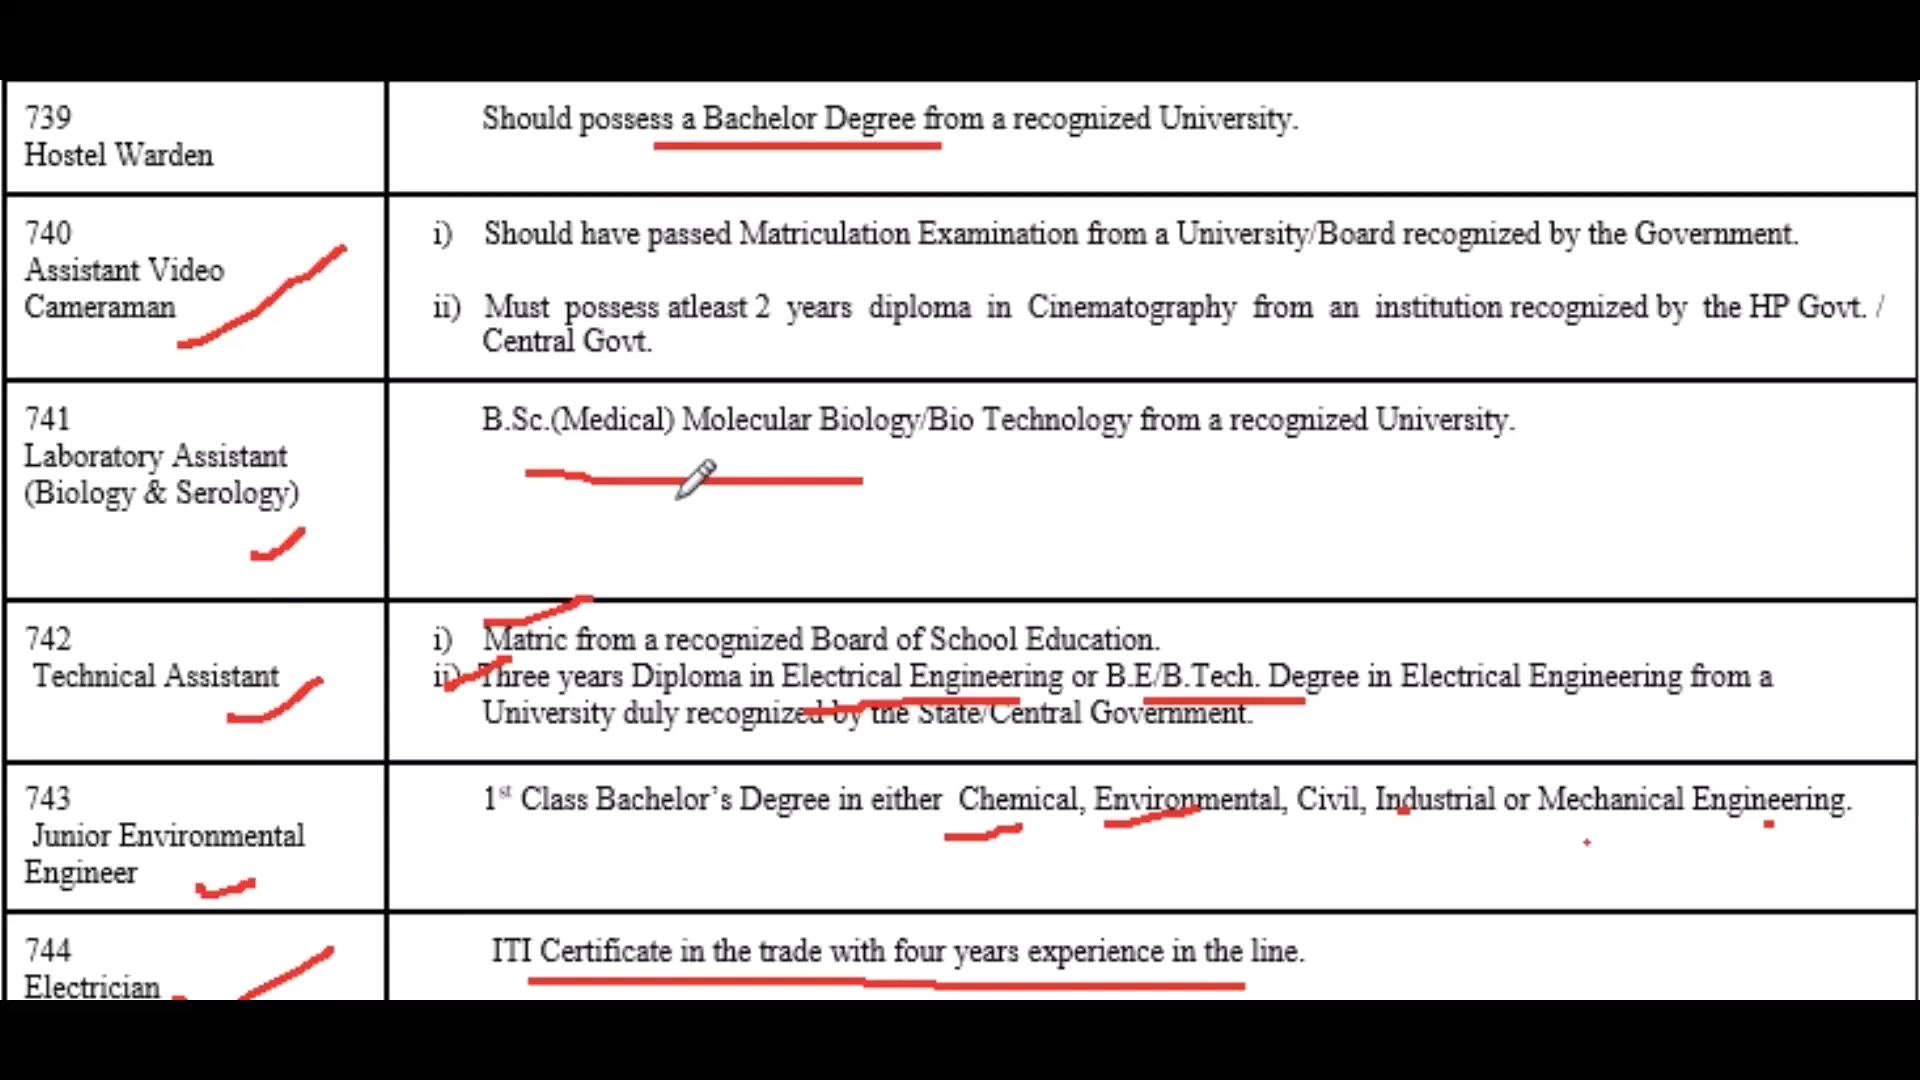 739
Hostel Warden
Should possess a Bachelor Degree from a recognized University.
740
Assistant Video
Cameraman
i) Should have passed Matriculation Examination from a University/Board recognized by the Government.
ii) Must possess atleast 2 years diploma in Cinematography from an institution recognized by the HP Govt. /
Central Govt.
741
Laboratory Assistant
(Biology & Serology)
B.Sc.(Medical) Molecular Biology/Bio Technology from a recognized University.
742
Technical Assistant
i) Matric from a recognized Board of School Education.
ii) Three years Diploma in Electrical Engineering or B.E/B.Tech. Degree in Electrical Engineering from a
University duly recognized by the State/Central Government.
743
Junior Environmental
Engineer
1st Class Bachelor’s Degree in either Chemical, Environmental, Civil, Industrial or Mechanical Engineering.
744
Electrician
ITI Certificate in the trade with four years experience in the line.